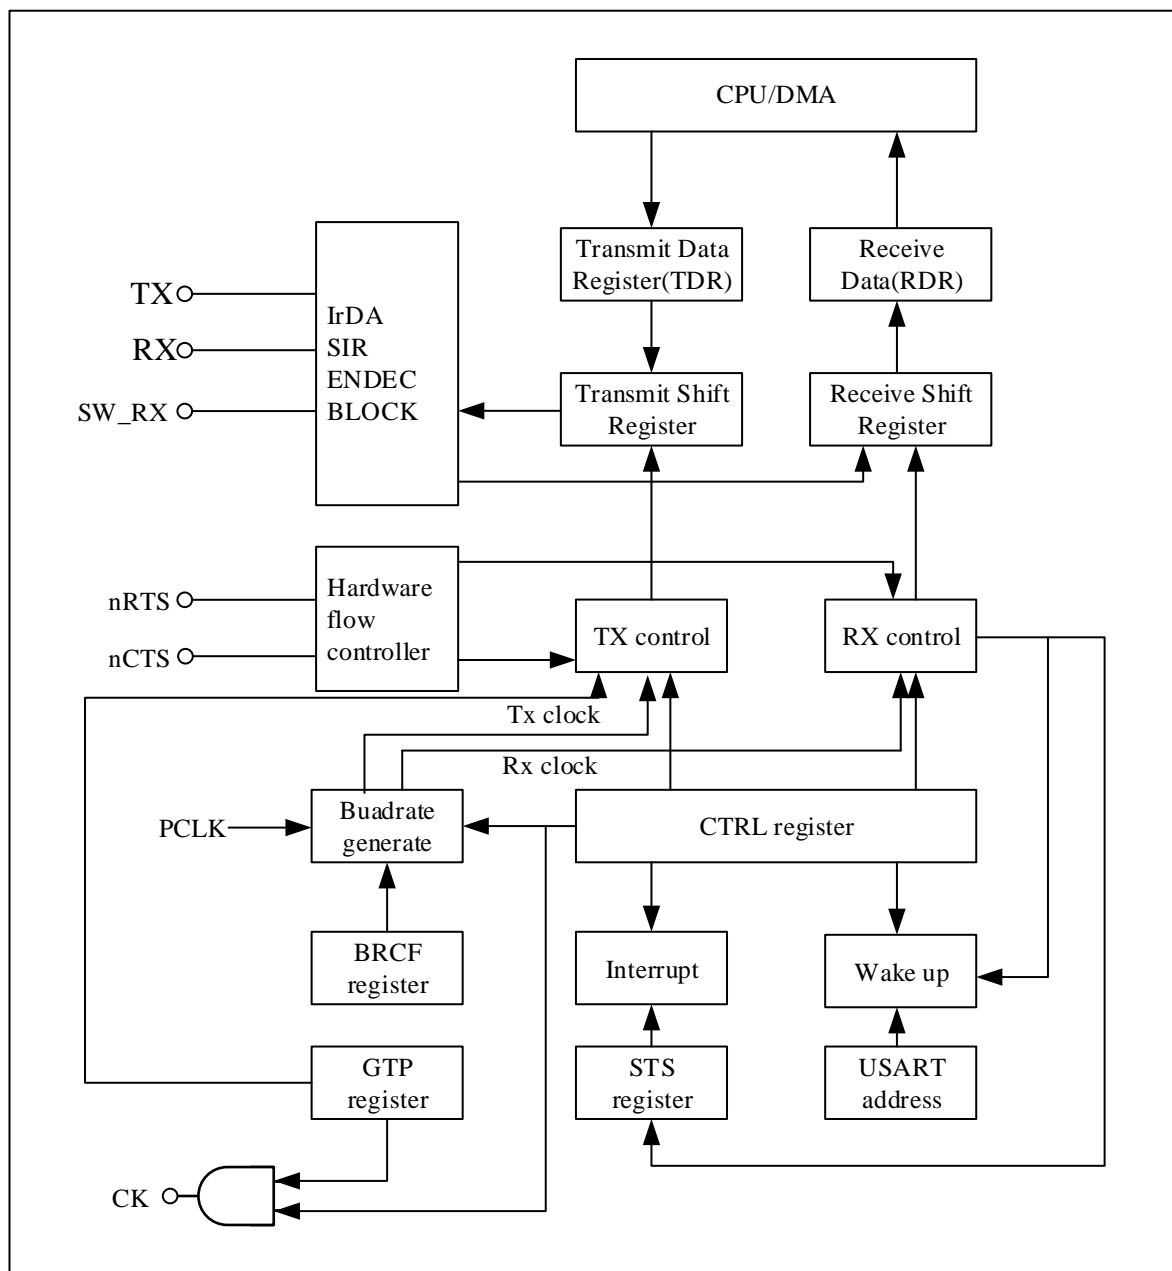 CPU/DMA
Transmit Data
Register(TDR)
Receive
Data(RDR)
TX
RX
SW_RX
IrDA
SIR
ENDEC
BLOCK
Transmit Shift
Register
Receive Shift
Register
nRTS
nCTS
Hardware
flow
controller
TX control
RX control
Tx clock
Rx clock
PCLK
Buadrate
generate
CTRL register
BRCF
register
Interrupt
Wake up
GTP
register
STS
register
USART
address
CK